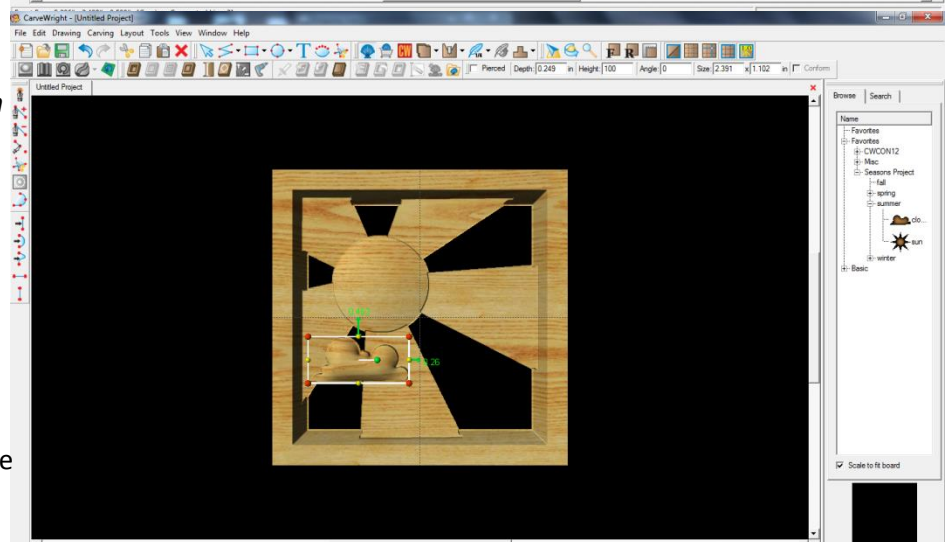 CarveWright - [Untitled Project]
File Edit Drawing Carving Layout Tools View Window Help
Pierced Depth: 0.249 in Height: 100 Angle: 0 Size: 2.391 x 1.102 in Conform
Untitled Project
Browse Search
Name
Favorites
Favorites
CWCON12
Misc
Seasons Project
fall
spring
summer
clo...
sun
winter
Basic
Scale to fit board
e